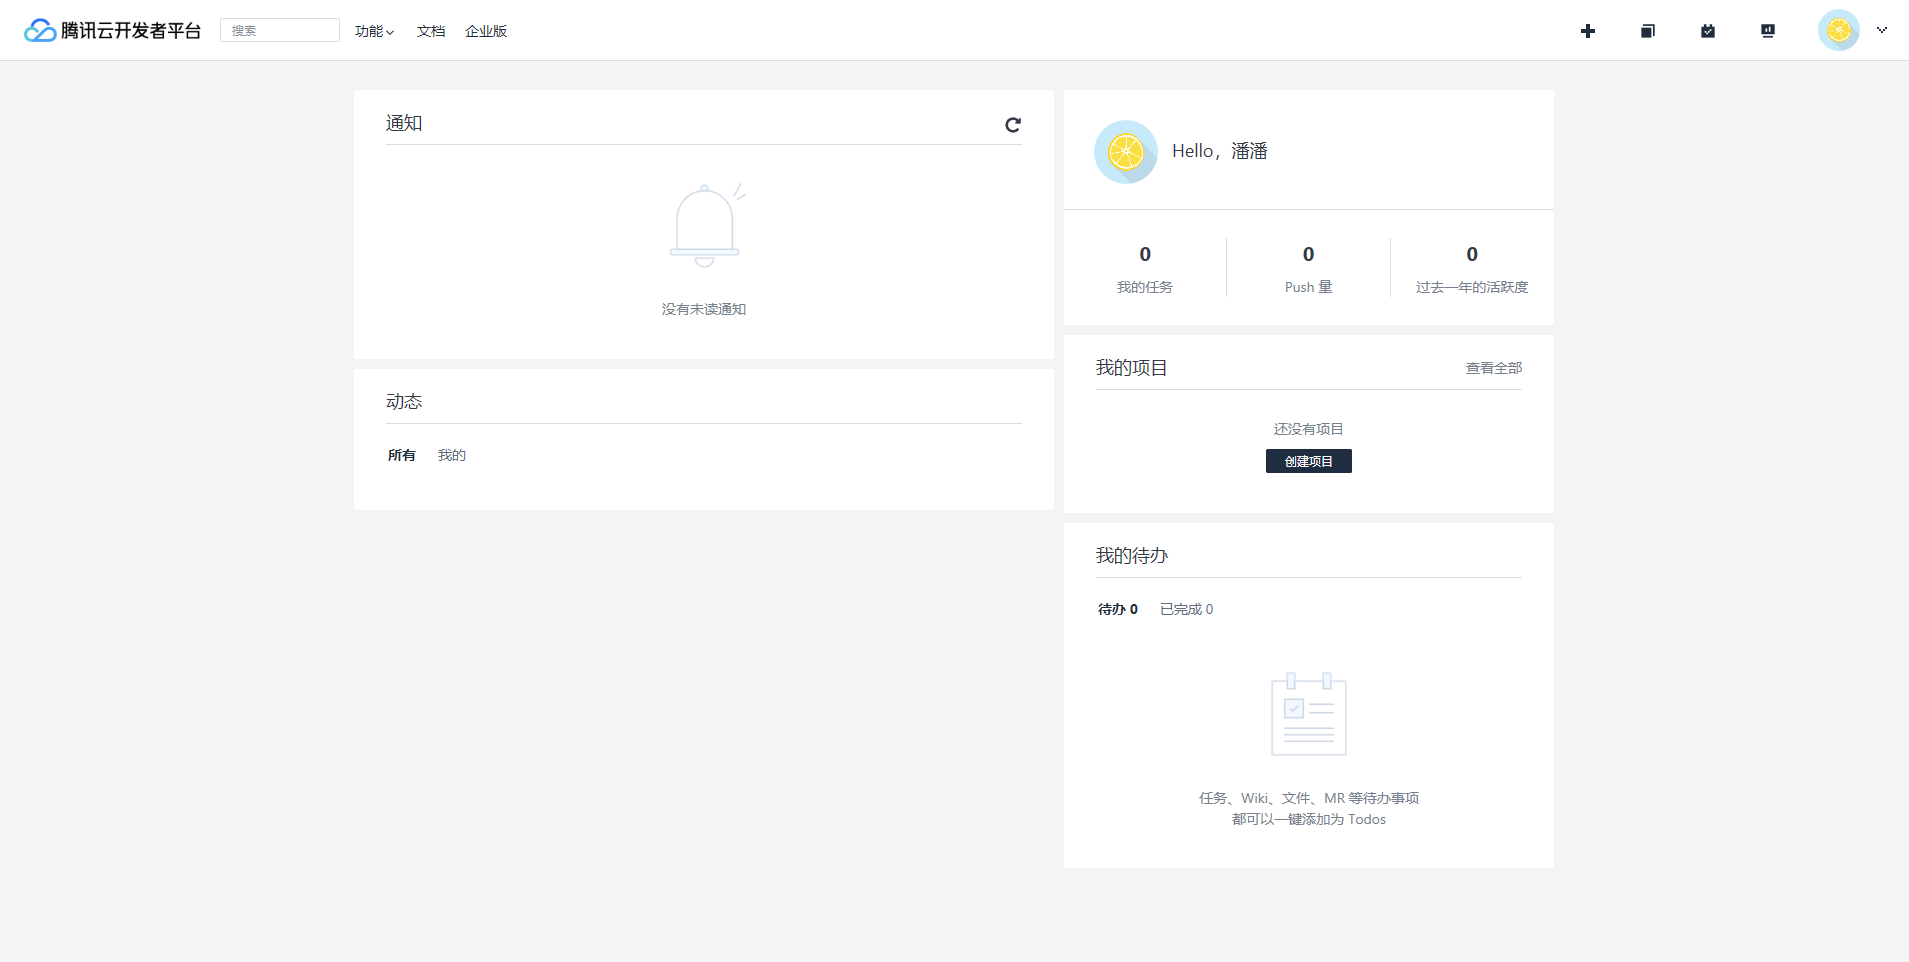 腾讯云开发者平台 搜索 功能 文档 企业版
通知
没有未读通知
动态
所有 我的
Hello，潘潘
0 0 0
我的任务 Push 量 过去一年的活跃度
我的项目 查看全部
还没有项目
创建项目
我的待办
待办 0 已完成 0
任务、Wiki、文件、MR 等待办事项
都可以一键添加为 Todos